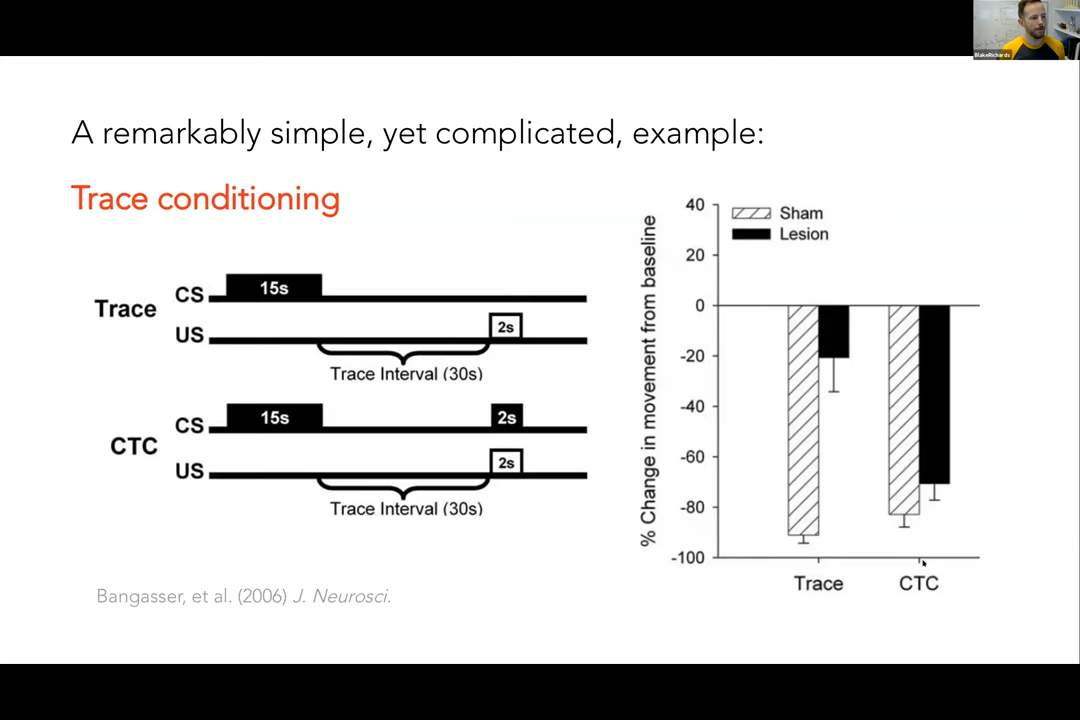 BlakeRichards
A remarkably simple, yet complicated, example:
Trace conditioning
Trace
CS
15s
US
2s
Trace Interval (30s)
CTC
CS
15s
2s
US
2s
Trace Interval (30s)
Bangasser, et al. (2006) J. Neurosci.
% Change in movement from baseline
40
20
0
-20
-40
-60
-80
-100
Sham
Lesion
Trace
CTC